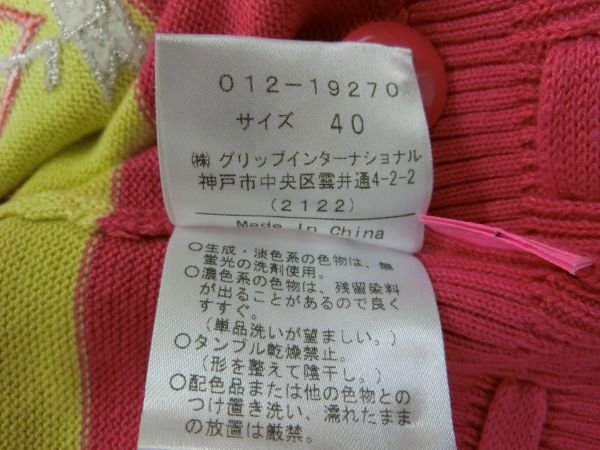 012-19270
サイズ 40
㈱ グリップインターナショナル
神戸市中央区雲井通4-2-2
(2122)
Made In China
○生成・淡色系の色物は、無
蛍光の洗剤使用。
○濃色系の色物は、残留染料
が出ることがあるので良く
すすぐ。
(単品洗いが望ましい。)
○タンブル乾燥禁止。
(形を整えて陰干し。)
○配色品または他の色物との
つけ置き洗い、濡れたまま
の放置は厳禁。